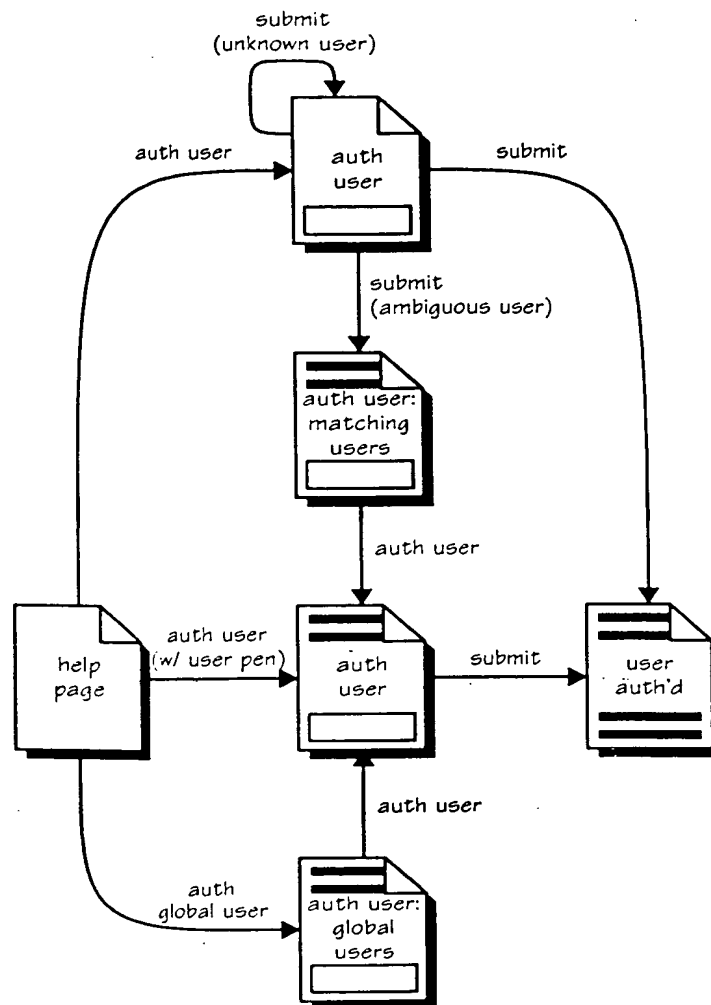 submit
(unknown user)
auth user
auth
user
submit
submit
(ambiguous user)
auth user:
matching
users
auth user
help
page
auth user
(w/ user pen)
auth
user
submit
user
auth'd
auth user
auth
global user
auth user:
global
users